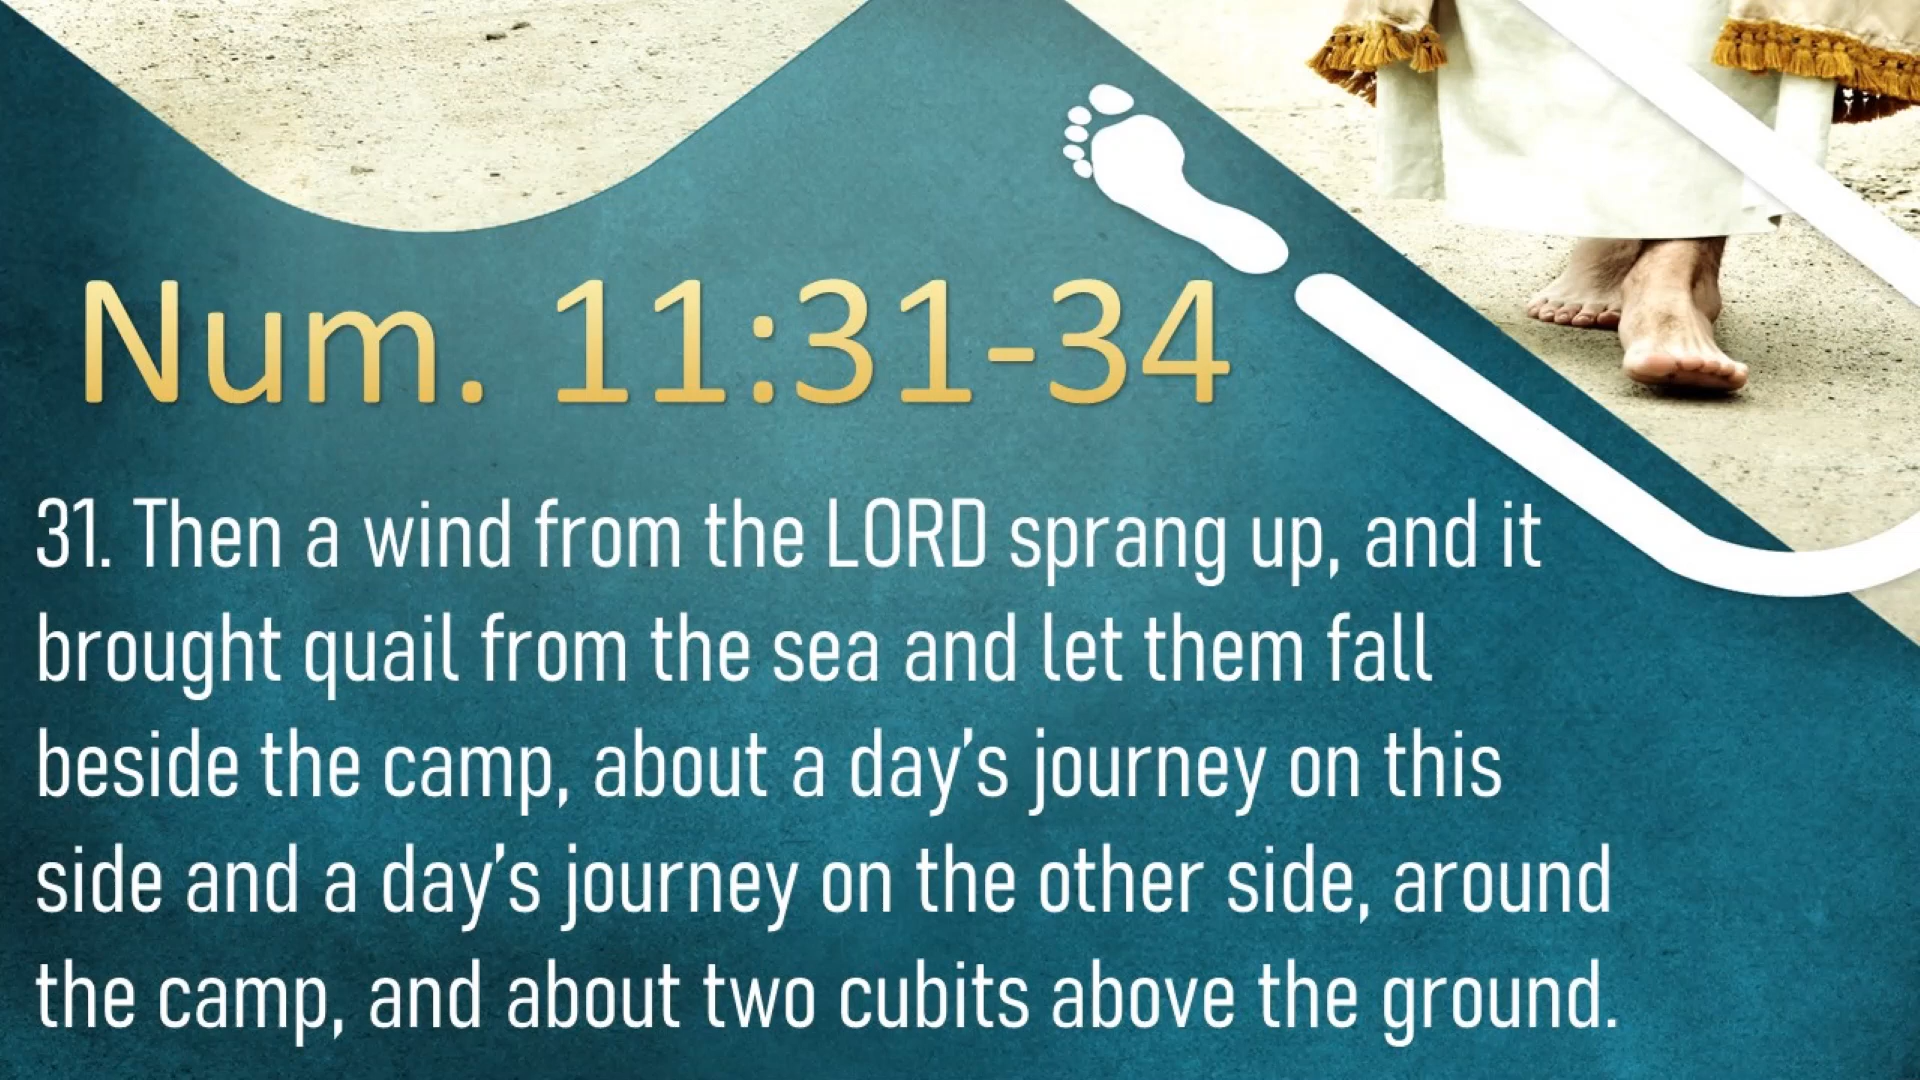 Num. 11:31-34
31. Then a wind from the LORD sprang up, and it
brought quail from the sea and let them fall
beside the camp, about a day’s journey on this
side and a day’s journey on the other side, around
the camp, and about two cubits above the ground.